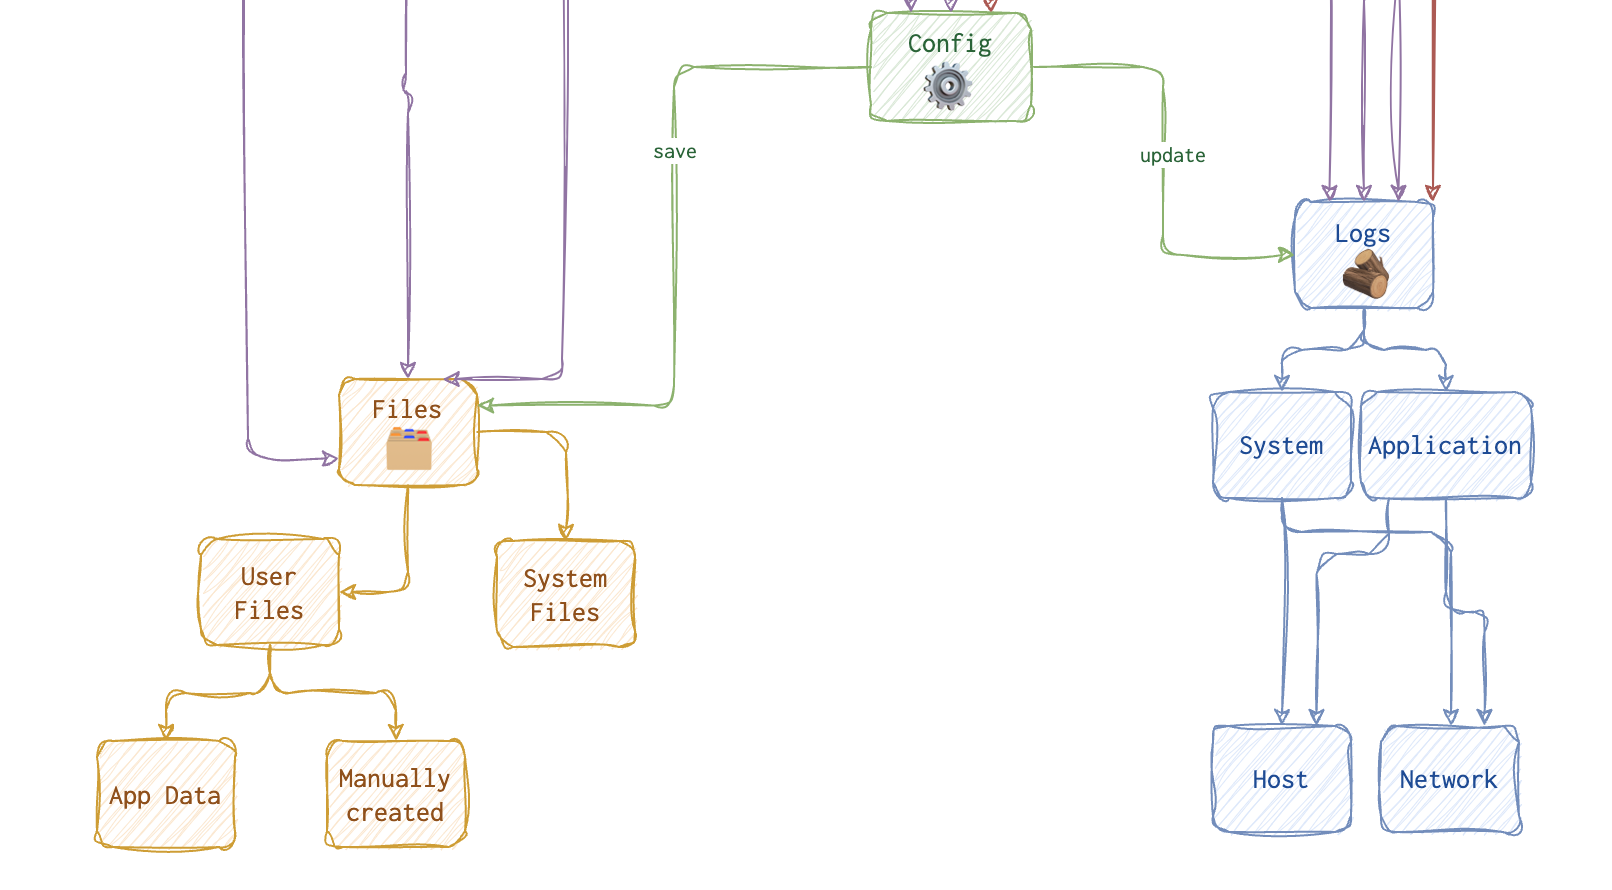 Config
save
update
Logs
Files
System
Application
User
Files
System
Files
App Data
Manually
created
Host
Network